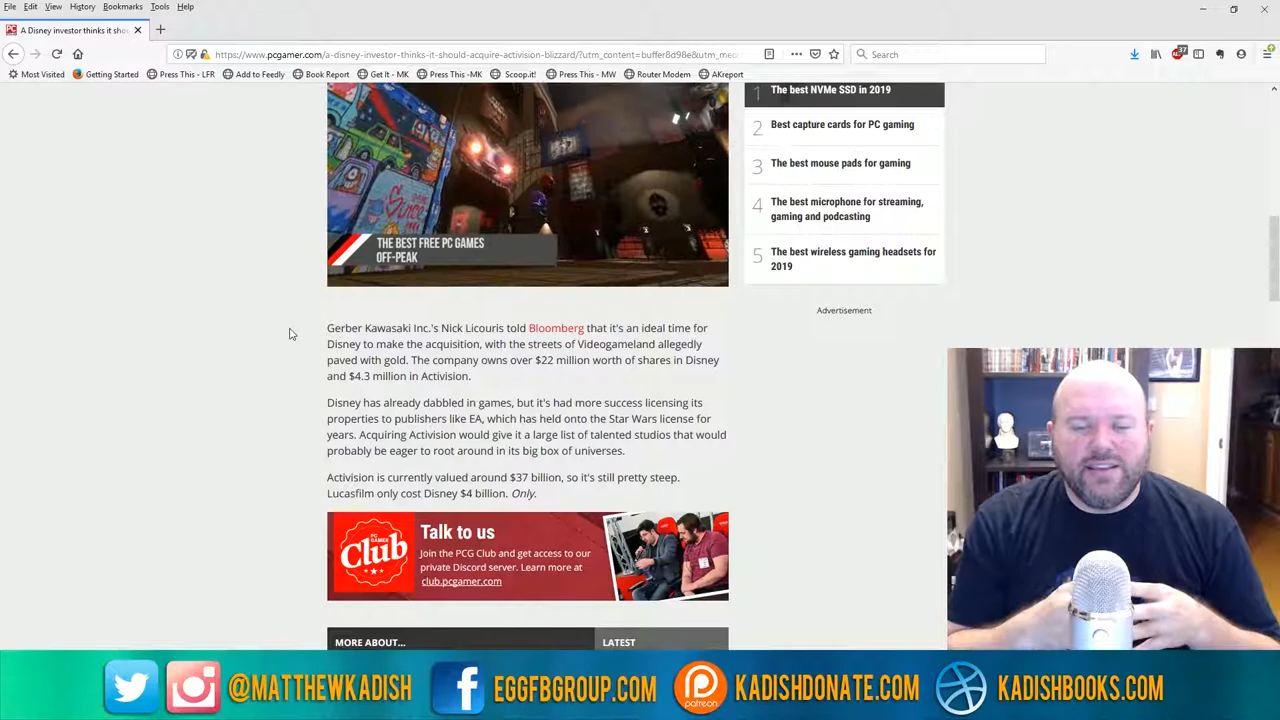 File Edit View History Bookmarks Tools Help
A Disney investor thinks it shou
https://www.pcgamer.com/a-disney-investor-thinks-it-should-acquire-activision-blizzard/?utm_content=buffer8d98e&utm_me
Search
37
Most Visited Getting Started Press This - LFR Add to Feedly Book Report Get It - MK Press This -MK Scoop.it! Press This - MW Router Modem AKreport
THE BEST FREE PC GAMES
OFF-PEAK
1 The best NVMe SSD in 2019
2 Best capture cards for PC gaming
3 The best mouse pads for gaming
4 The best microphone for streaming,
gaming and podcasting
5 The best wireless gaming headsets for
2019
Advertisement
Gerber Kawasaki Inc.'s Nick Licouris told Bloomberg that it's an ideal time for
Disney to make the acquisition, with the streets of Videogameland allegedly
paved with gold. The company owns over $22 million worth of shares in Disney
and $4.3 million in Activision.
Disney has already dabbled in games, but it's had more success licensing its
properties to publishers like EA, which has held onto the Star Wars license for
years. Acquiring Activision would give it a large list of talented studios that would
probably be eager to root around in its big box of universes.
Activision is currently valued around $37 billion, so it's still pretty steep.
Lucasfilm only cost Disney $4 billion. Only.
PC GAMER
Club
Talk to us
Join the PCG Club and get access to our
private Discord server. Learn more at
club.pcgamer.com
MORE ABOUT...
LATEST
@MATTHEWKADISH
EGGFBGROUP.COM
patreon
KADISHDONATE.COM
KADISHBOOKS.COM